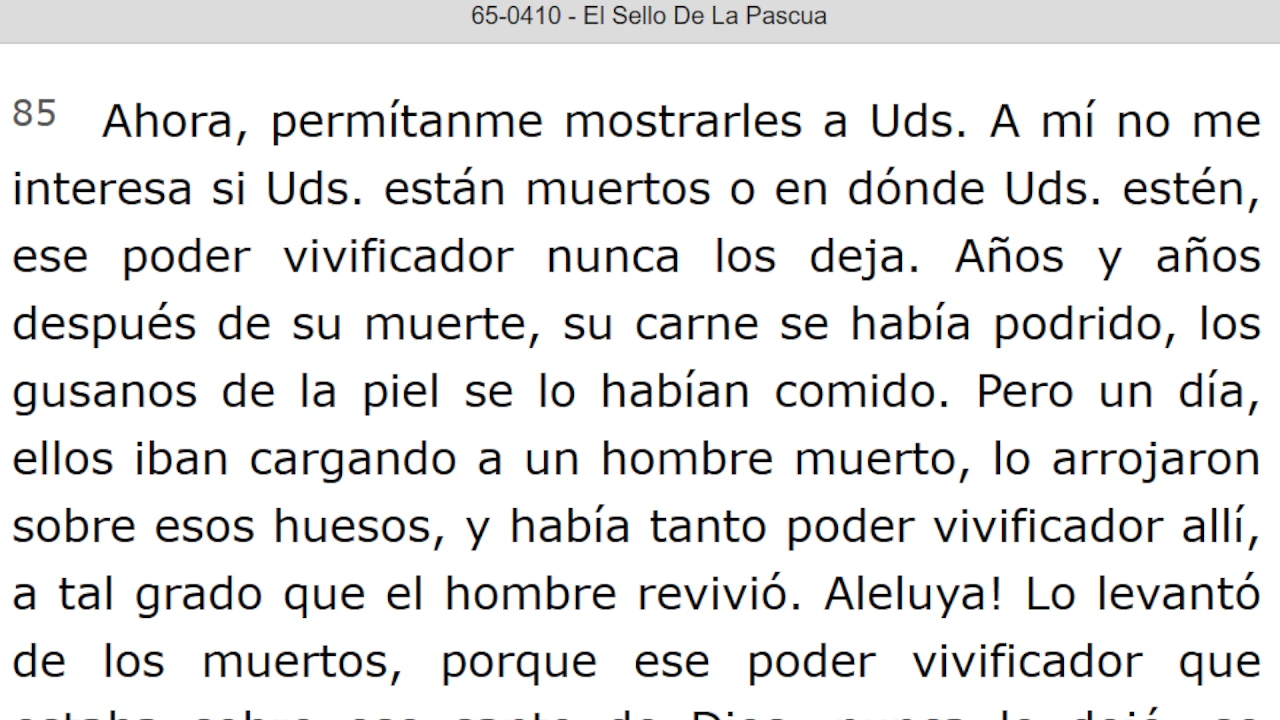 65-0410 - El Sello De La Pascua
85 Ahora, permítanme mostrarles a Uds. A mí no me
interesa si Uds. están muertos o en dónde Uds. estén,
ese poder vivificador nunca los deja. Años y años
después de su muerte, su carne se había podrido, los
gusanos de la piel se lo habían comido. Pero un día,
ellos iban cargando a un hombre muerto, lo arrojaron
sobre esos huesos, y había tanto poder vivificador allí,
a tal grado que el hombre revivió. Aleluya! Lo levantó
de los muertos, porque ese poder vivificador que